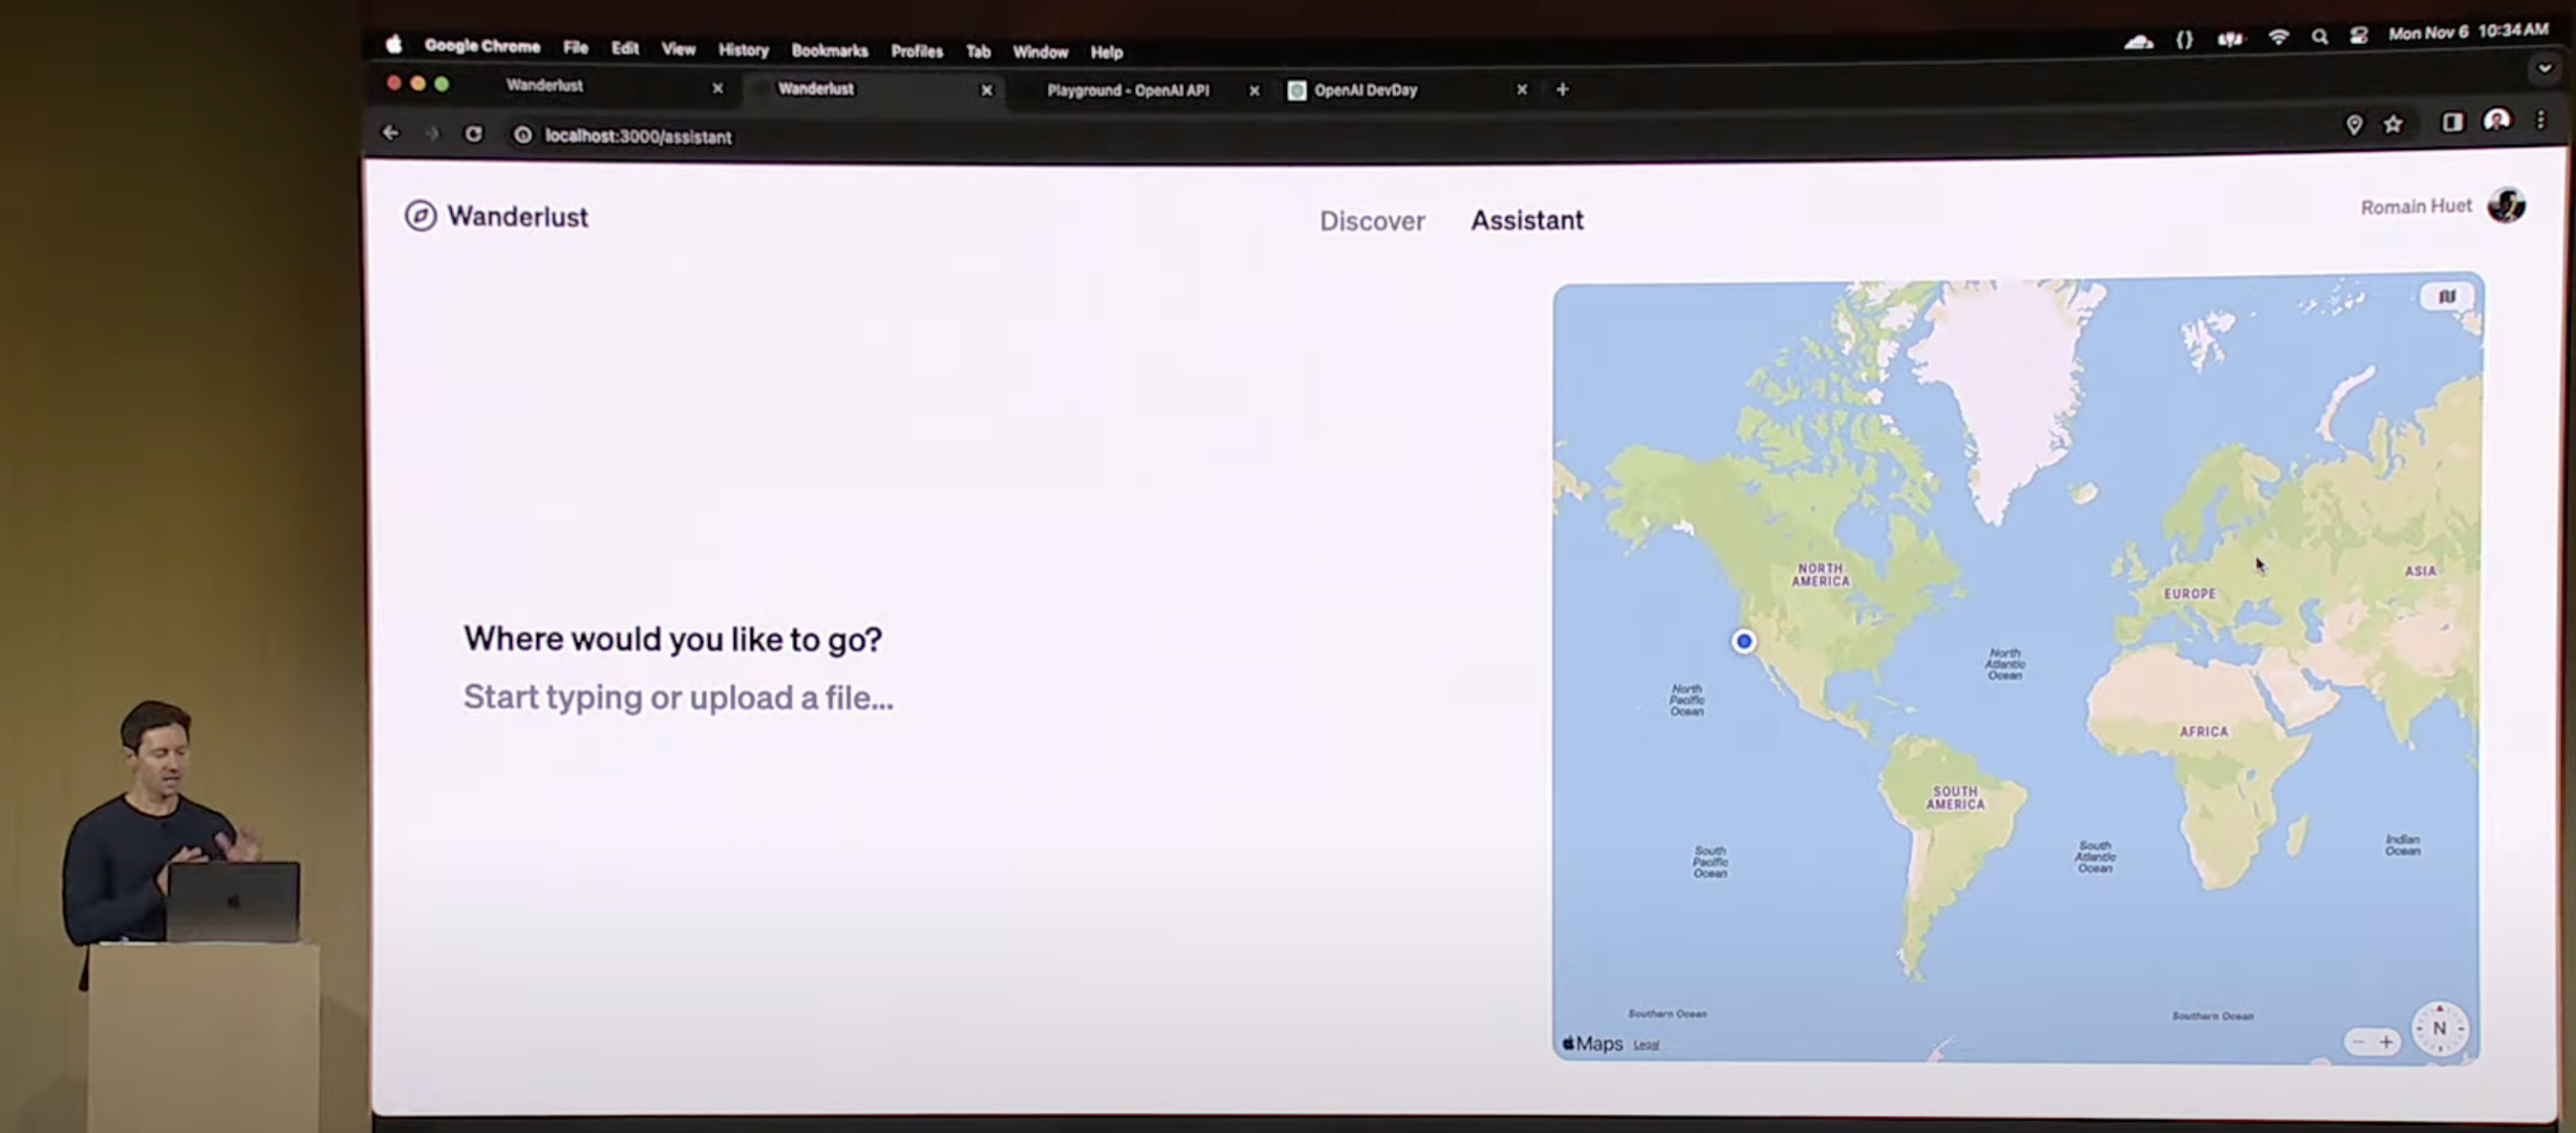 Google Chrome File Edit View History Bookmarks Profiles Tab Window Help
Mon Nov 6 10:34 AM
Wanderlust
Wanderlust
Playground - OpenAI API
OpenAI DevDay
localhost:3000/assistant
Wanderlust
Discover
Assistant
Romain Huet
Where would you like to go?
Start typing or upload a file...
NORTH
AMERICA
EUROPE
ASIA
North
Atlantic
Ocean
North
Pacific
Ocean
AFRICA
SOUTH
AMERICA
South
Pacific
Ocean
South
Atlantic
Ocean
Indian
Ocean
Southern Ocean
Southern Ocean
Maps Legal
N